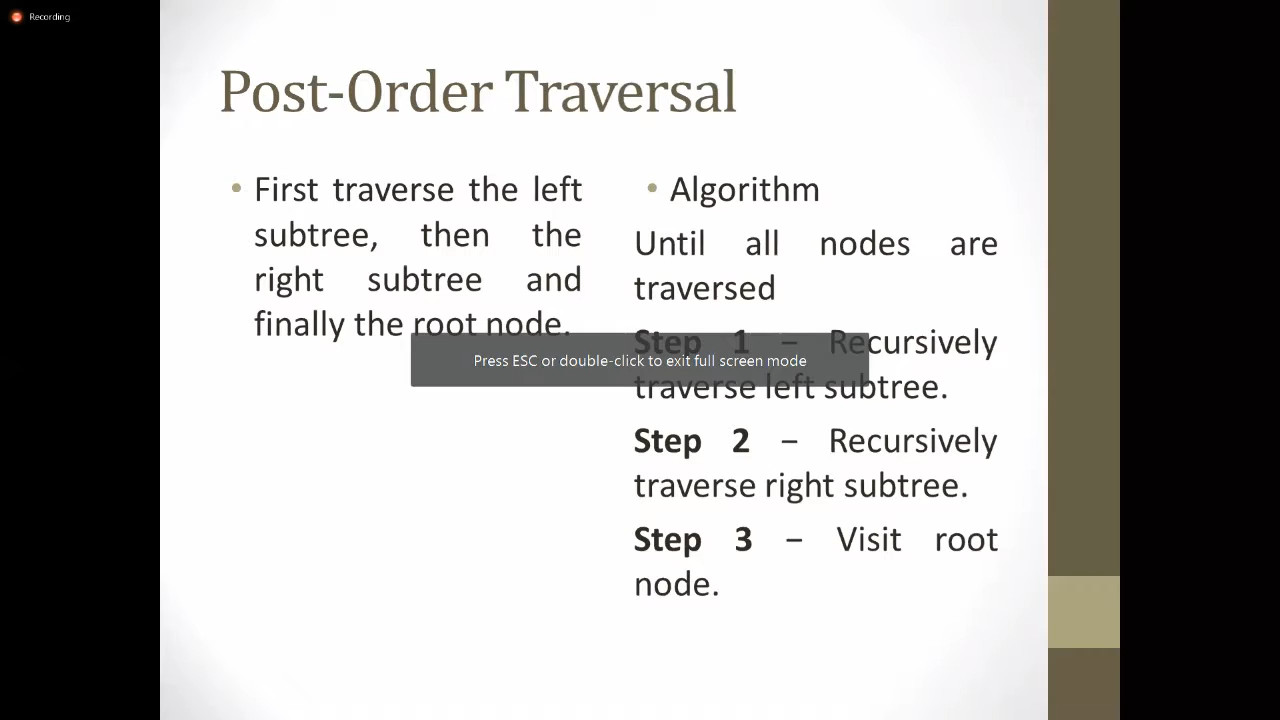 Recording
Post-Order Traversal
• First traverse the left
subtree, then the
right subtree and
finally the root node.
• Algorithm
Until all nodes are
traversed
Step 1 – Recursively
traverse left subtree.
Step 2 – Recursively
traverse right subtree.
Step 3 – Visit root
node.
Press ESC or double-click to exit full screen mode